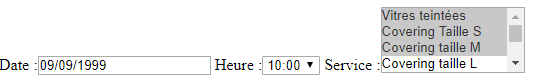 Vitres teintées
Covering Taille S
Covering taille M
Date :09/09/1999 Heure :10:00 Service :Covering taille L